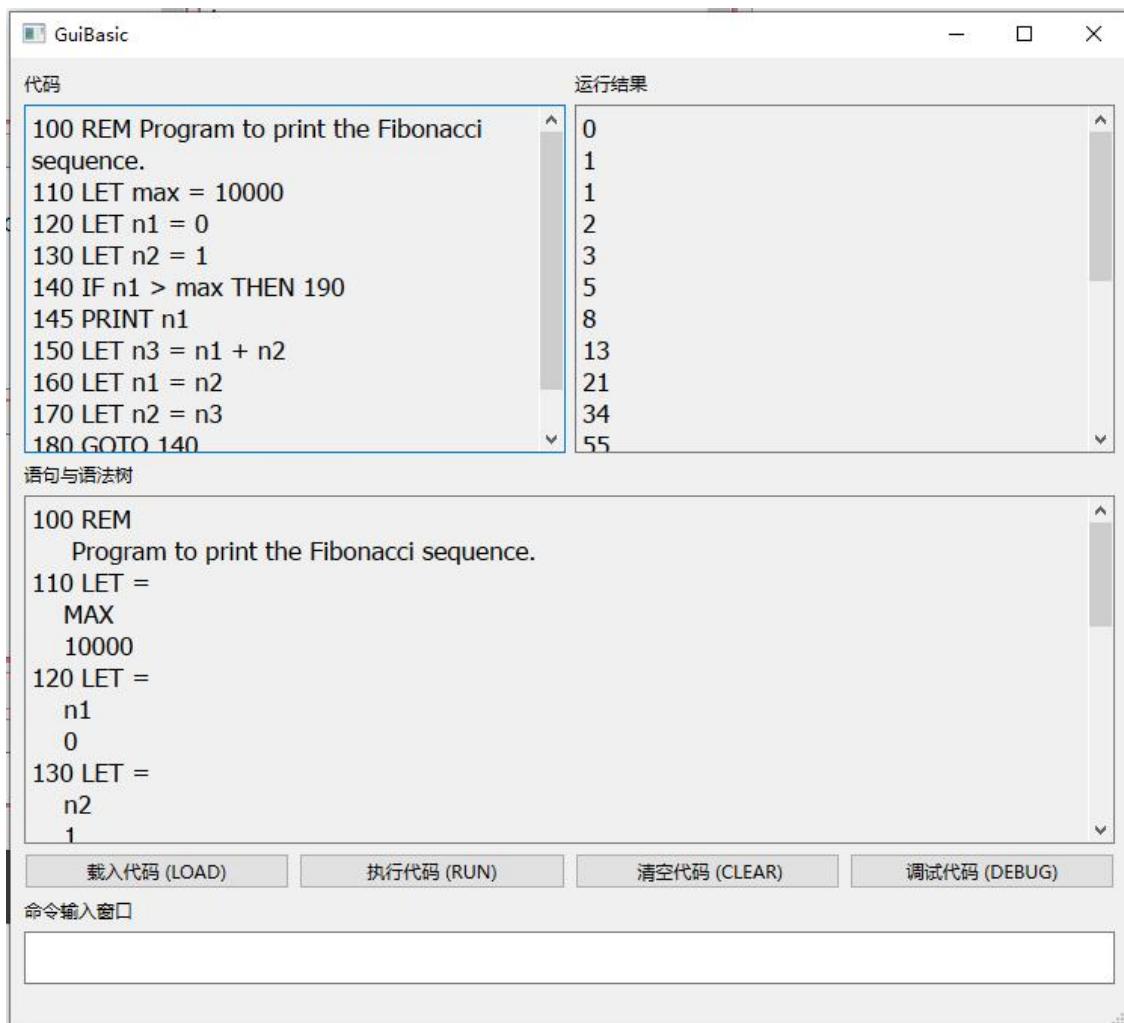 GuiBasic
代码
100 REM Program to print the Fibonacci
sequence.
110 LET max = 10000
120 LET n1 = 0
130 LET n2 = 1
140 IF n1 > max THEN 190
145 PRINT n1
150 LET n3 = n1 + n2
160 LET n1 = n2
170 LET n2 = n3
180 GOTO 140
运行结果
0
1
1
2
3
5
8
13
21
34
55
语句与语法树
100 REM
Program to print the Fibonacci sequence.
110 LET =
MAX
10000
120 LET =
n1
0
130 LET =
n2
1
载入代码 (LOAD)
执行代码 (RUN)
清空代码 (CLEAR)
调试代码 (DEBUG)
命令输入窗口